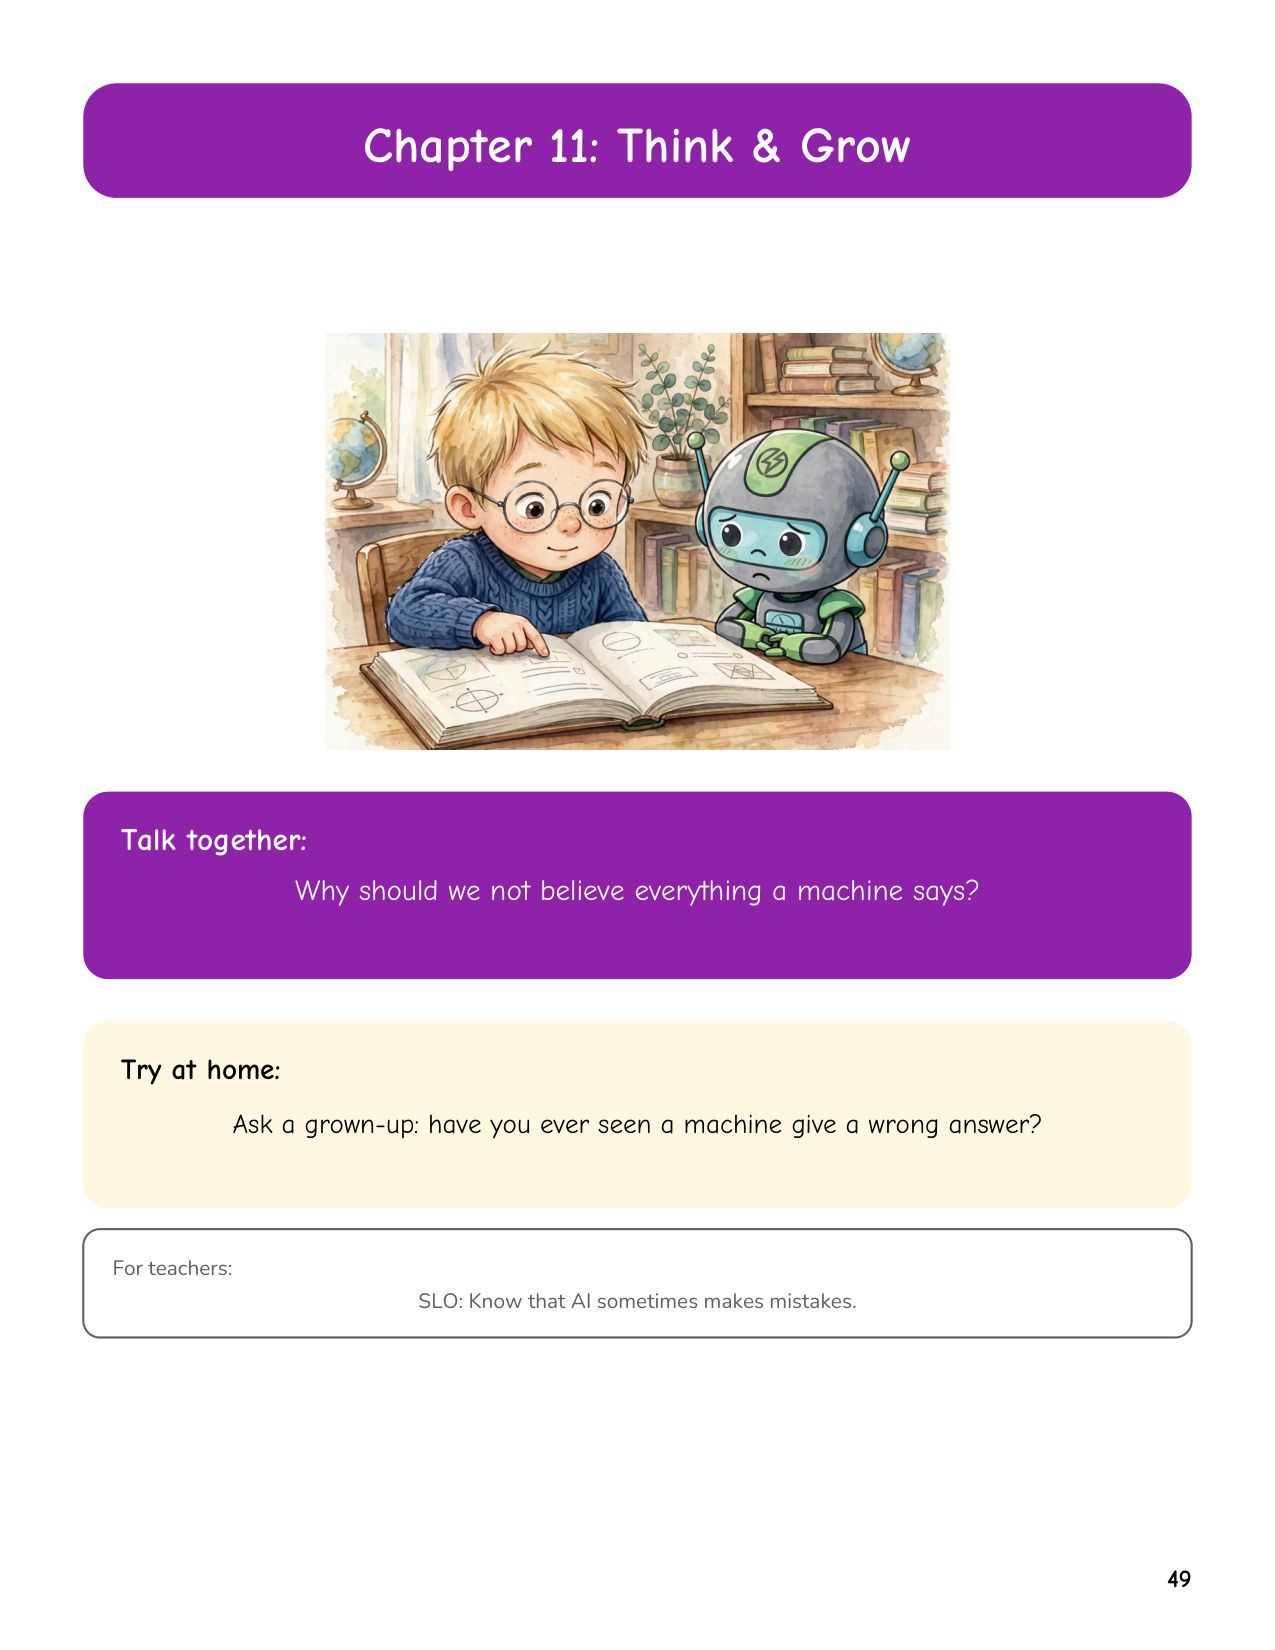 Chapter 11: Think & Grow
Talk together:
Why should we not believe everything a machine says?
Try at home:
Ask a grown-up: have you ever seen a machine give a wrong answer?
For teachers:
SLO: Know that AI sometimes makes mistakes.
49